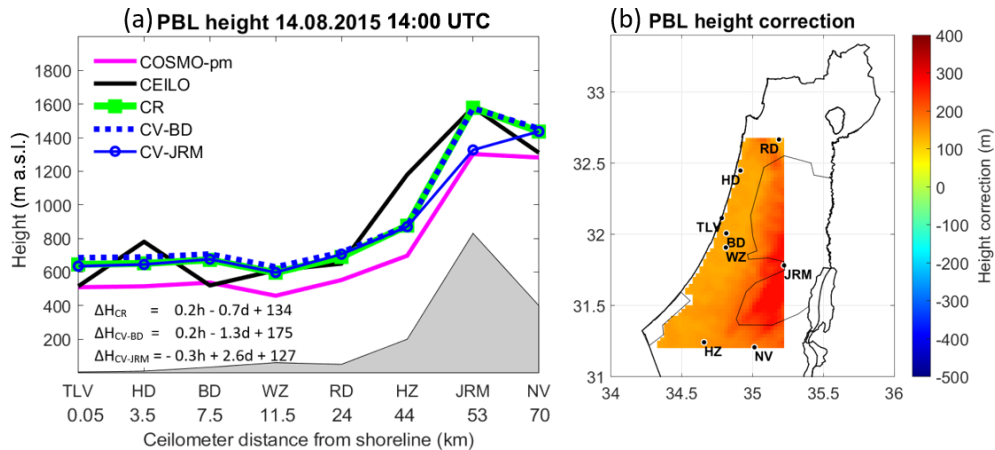 (a) PBL height 14.08.2015 14:00 UTC
COSMO-pm
CEILO
CR
CV-BD
CV-JRM
Height (m a.s.l.)
1800
1600
1400
1200
1000
800
600
400
200
ΔH_CR = 0.2h - 0.7d + 134
ΔH_CV-BD = 0.2h - 1.3d + 175
ΔH_CV-JRM = - 0.3h + 2.6d + 127
TLV HD BD WZ RD HZ JRM NV
0.05 3.5 7.5 11.5 24 44 53 70
Ceilometer distance from shoreline (km)
(b) PBL height correction
33
32.5
32
31.5
31
34 34.5 35 35.5 36
RD
HD
TLV
BD
WZ
JRM
HZ
NV
400
300
200
100
0
-100
-200
-300
-400
-500
Height correction (m)